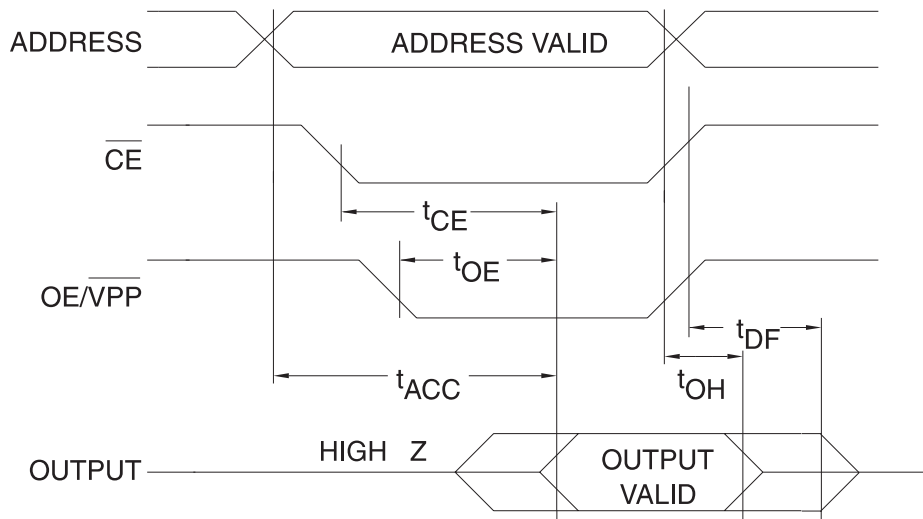 ADDRESS
ADDRESS VALID
CE
tCE
tOE
OE/VPP
tDF
tACC
tOH
HIGH Z
OUTPUT
OUTPUT
VALID